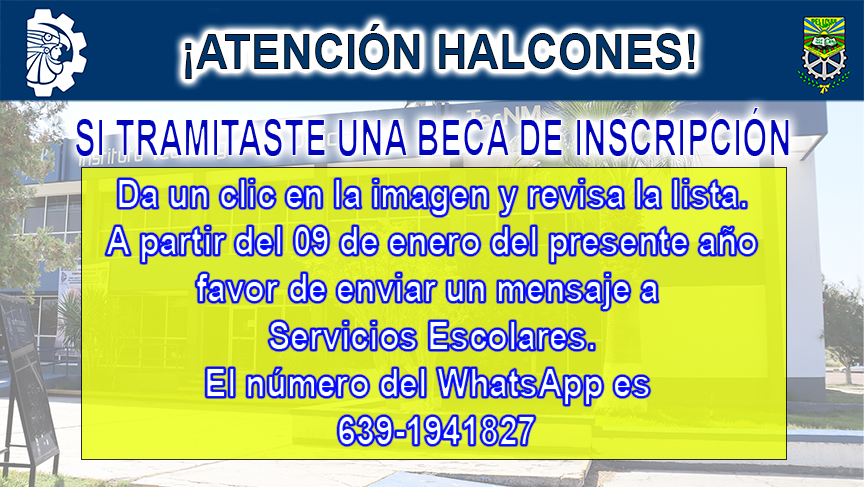 ¡ATENCIÓN HALCONES!
SI TRAMITASTE UNA BECA DE INSCRIPCIÓN
Da un clic en la imagen y revisa la lista.
A partir del 09 de enero del presente año
favor de enviar un mensaje a
Servicios Escolares.
El número del WhatsApp es
639-1941827
TecNM
Instituto